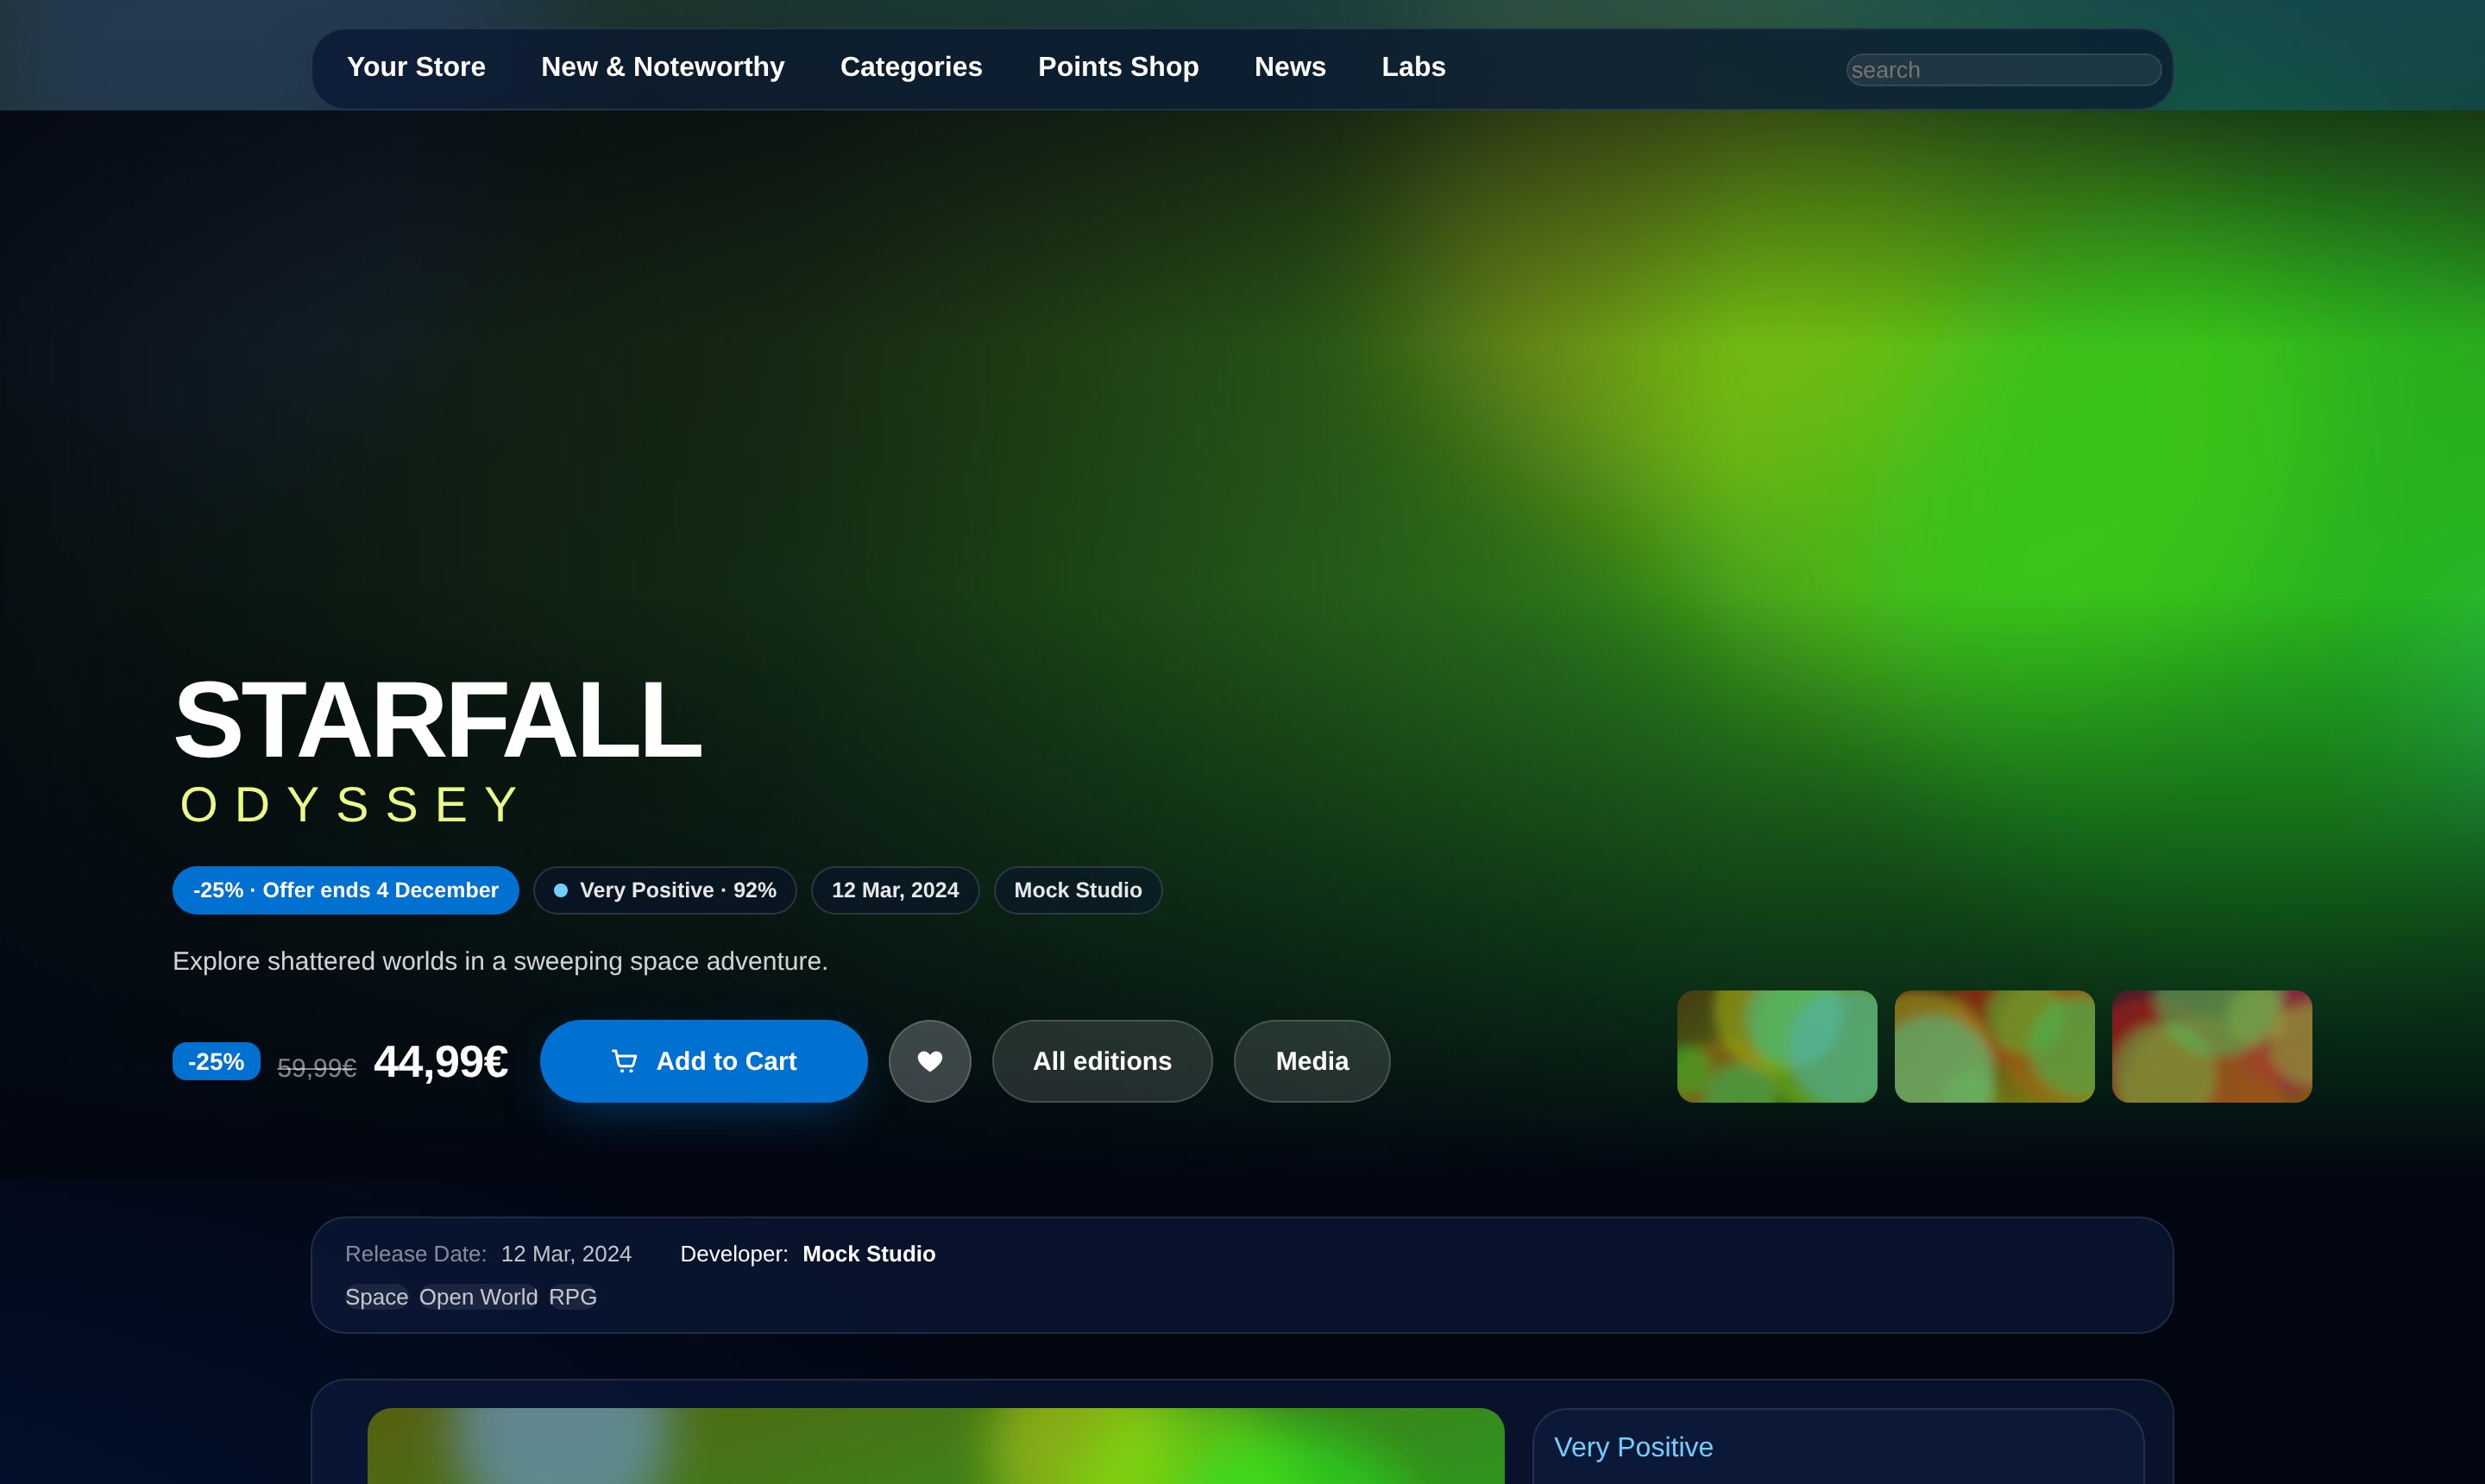 Your Store New & Noteworthy Categories Points Shop News Labs search
STARFALL
ODYSSEY
-25% · Offer ends 4 December Very Positive · 92% 12 Mar, 2024 Mock Studio
Explore shattered worlds in a sweeping space adventure.
-25% 59,99€ 44,99€ Add to Cart All editions Media
Release Date: 12 Mar, 2024 Developer: Mock Studio
Space Open World RPG
Very Positive